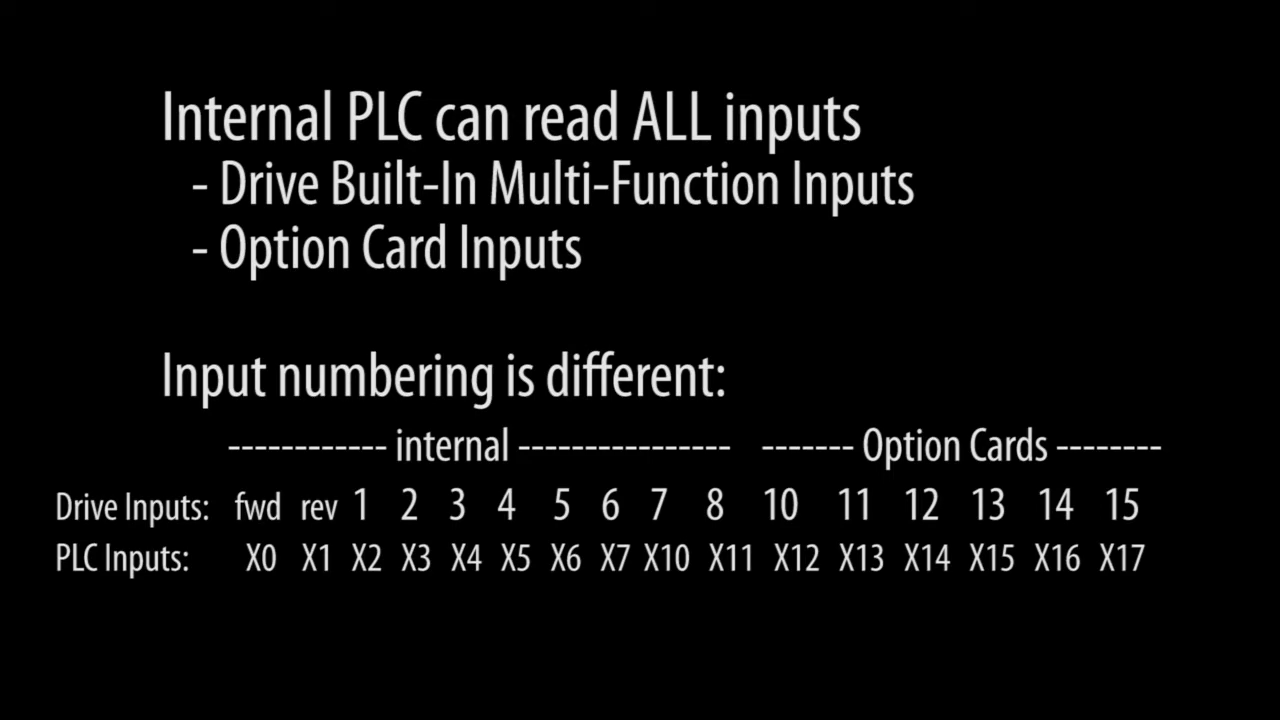 Internal PLC can read ALL inputs
- Drive Built-In Multi-Function Inputs
- Option Card Inputs
Input numbering is different:
------------ internal ---------------- ------- Option Cards --------
Drive Inputs: fwd rev 1 2 3 4 5 6 7 8 10 11 12 13 14 15
PLC Inputs: X0 X1 X2 X3 X4 X5 X6 X7 X10 X11 X12 X13 X14 X15 X16 X17